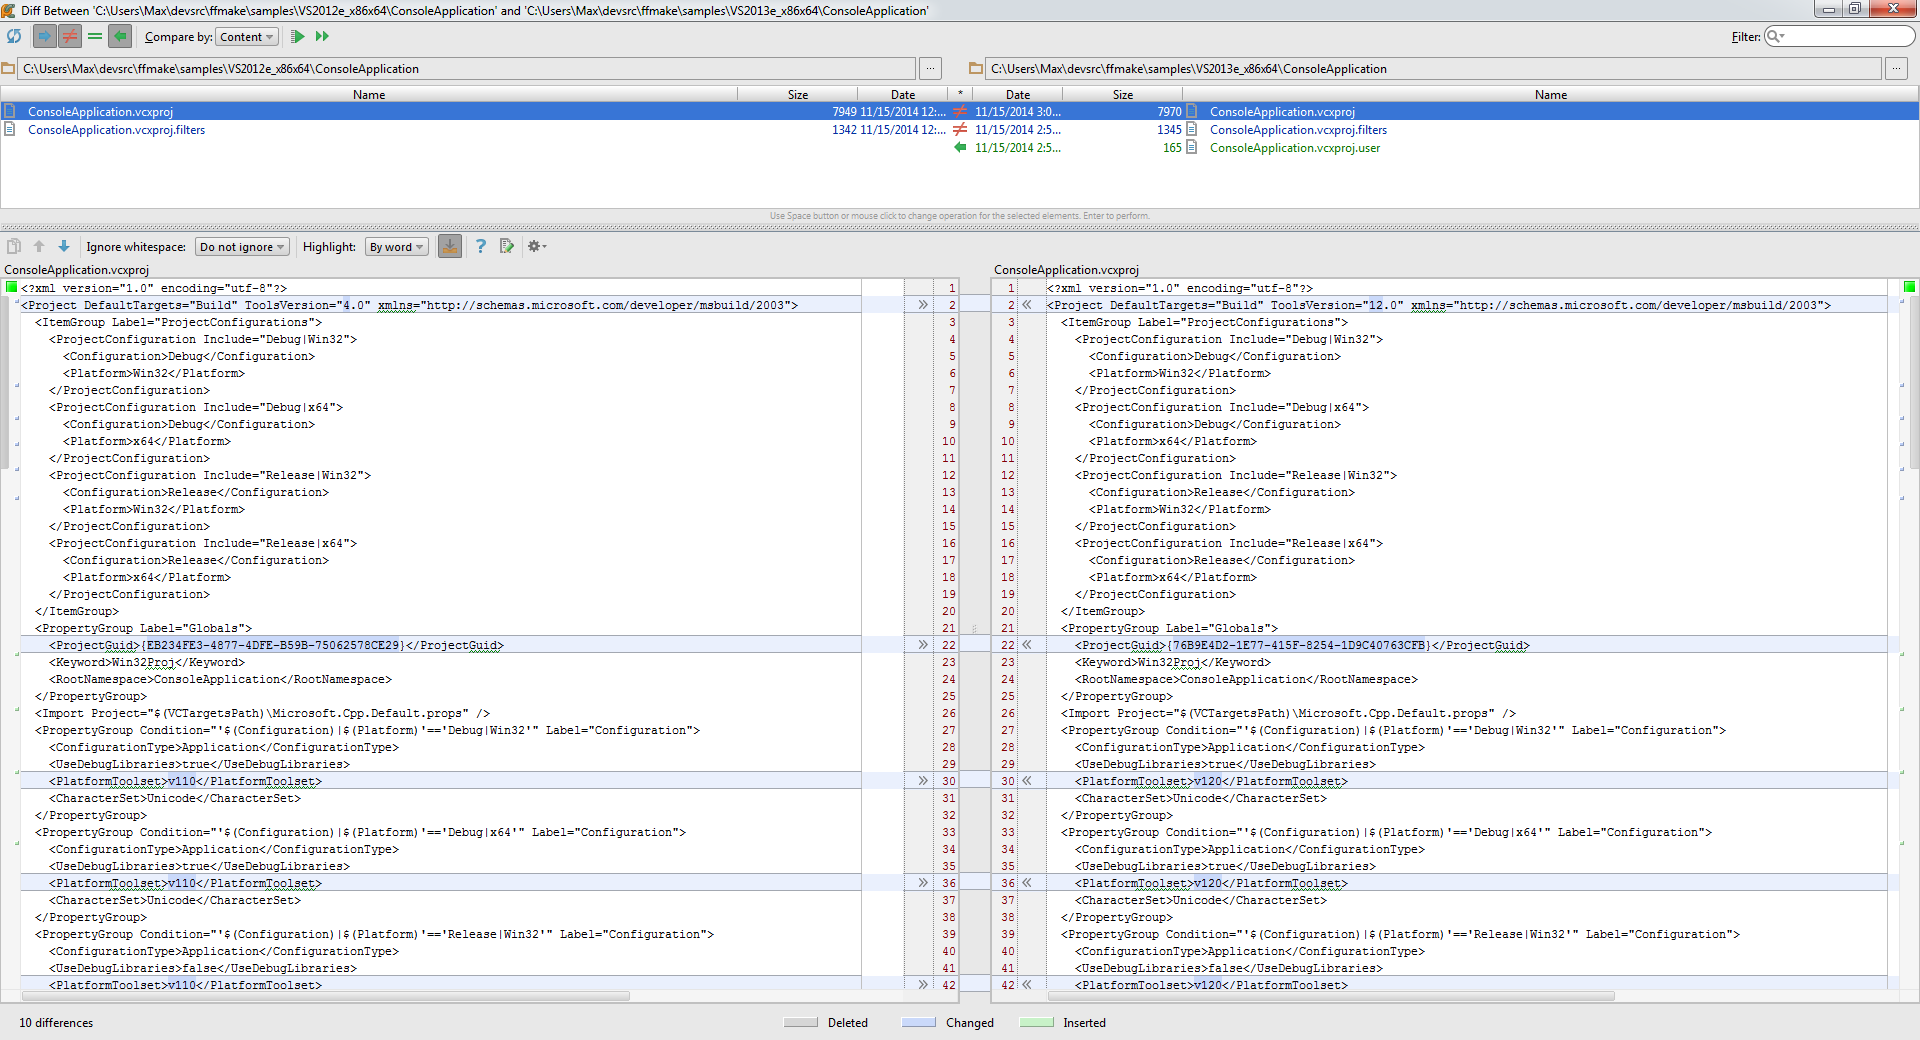 Diff Between 'C:\Users\Max\devsrc\ffmake\samples\VS2012e_x86x64\ConsoleApplication' and 'C:\Users\Max\devsrc\ffmake\samples\VS2013e_x86x64\ConsoleApplication'
Compare by: Content Filter:
C:\Users\Max\devsrc\ffmake\samples\VS2012e_x86x64\ConsoleApplication ... C:\Users\Max\devsrc\ffmake\samples\VS2013e_x86x64\ConsoleApplication ...
Name Size Date * Date Size Name
ConsoleApplication.vcxproj 7949 11/15/2014 12:... ≠ 11/15/2014 3:0... 7970 ConsoleApplication.vcxproj
ConsoleApplication.vcxproj.filters 1342 11/15/2014 12:... ≠ 11/15/2014 2:5... 1345 ConsoleApplication.vcxproj.filters
11/15/2014 2:5... 165 ConsoleApplication.vcxproj.user
Use Space button or mouse click to change operation for the selected elements. Enter to perform.
Ignore whitespace: Do not ignore Highlight: By word ?
ConsoleApplication.vcxproj ConsoleApplication.vcxproj
<?xml version="1.0" encoding="utf-8"?> 1 1 <?xml version="1.0" encoding="utf-8"?>
<Project DefaultTargets="Build" ToolsVersion="4.0" xmlns="http://schemas.microsoft.com/developer/msbuild/2003"> » 2 2 « <Project DefaultTargets="Build" ToolsVersion="12.0" xmlns="http://schemas.microsoft.com/developer/msbuild/2003">
<ItemGroup Label="ProjectConfigurations"> 3 3 <ItemGroup Label="ProjectConfigurations">
<ProjectConfiguration Include="Debug|Win32"> 4 4 <ProjectConfiguration Include="Debug|Win32">
<Configuration>Debug</Configuration> 5 5 <Configuration>Debug</Configuration>
<Platform>Win32</Platform> 6 6 <Platform>Win32</Platform>
</ProjectConfiguration> 7 7 </ProjectConfiguration>
<ProjectConfiguration Include="Debug|x64"> 8 8 <ProjectConfiguration Include="Debug|x64">
<Configuration>Debug</Configuration> 9 9 <Configuration>Debug</Configuration>
<Platform>x64</Platform> 10 10 <Platform>x64</Platform>
</ProjectConfiguration> 11 11 </ProjectConfiguration>
<ProjectConfiguration Include="Release|Win32"> 12 12 <ProjectConfiguration Include="Release|Win32">
<Configuration>Release</Configuration> 13 13 <Configuration>Release</Configuration>
<Platform>Win32</Platform> 14 14 <Platform>Win32</Platform>
</ProjectConfiguration> 15 15 </ProjectConfiguration>
<ProjectConfiguration Include="Release|x64"> 16 16 <ProjectConfiguration Include="Release|x64">
<Configuration>Release</Configuration> 17 17 <Configuration>Release</Configuration>
<Platform>x64</Platform> 18 18 <Platform>x64</Platform>
</ProjectConfiguration> 19 19 </ProjectConfiguration>
</ItemGroup> 20 20 </ItemGroup>
<PropertyGroup Label="Globals"> 21 21 <PropertyGroup Label="Globals">
<ProjectGuid>{EB234FE3-4877-4DFE-B59B-75062578CE29}</ProjectGuid> » 22 22 « <ProjectGuid>{76B9E4D2-1E77-415F-8254-1D9C40763CFB}</ProjectGuid>
<Keyword>Win32Proj</Keyword> 23 23 <Keyword>Win32Proj</Keyword>
<RootNamespace>ConsoleApplication</RootNamespace> 24 24 <RootNamespace>ConsoleApplication</RootNamespace>
</PropertyGroup> 25 25 </PropertyGroup>
<Import Project="$(VCTargetsPath)\Microsoft.Cpp.Default.props" /> 26 26 <Import Project="$(VCTargetsPath)\Microsoft.Cpp.Default.props" />
<PropertyGroup Condition="'$(Configuration)|$(Platform)'=='Debug|Win32'" Label="Configuration"> 27 27 <PropertyGroup Condition="'$(Configuration)|$(Platform)'=='Debug|Win32'" Label="Configuration">
<ConfigurationType>Application</ConfigurationType> 28 28 <ConfigurationType>Application</ConfigurationType>
<UseDebugLibraries>true</UseDebugLibraries> 29 29 <UseDebugLibraries>true</UseDebugLibraries>
<PlatformToolset>v110</PlatformToolset> » 30 30 « <PlatformToolset>v120</PlatformToolset>
<CharacterSet>Unicode</CharacterSet> 31 31 <CharacterSet>Unicode</CharacterSet>
</PropertyGroup> 32 32 </PropertyGroup>
<PropertyGroup Condition="'$(Configuration)|$(Platform)'=='Debug|x64'" Label="Configuration"> 33 33 <PropertyGroup Condition="'$(Configuration)|$(Platform)'=='Debug|x64'" Label="Configuration">
<ConfigurationType>Application</ConfigurationType> 34 34 <ConfigurationType>Application</ConfigurationType>
<UseDebugLibraries>true</UseDebugLibraries> 35 35 <UseDebugLibraries>true</UseDebugLibraries>
<PlatformToolset>v110</PlatformToolset> » 36 36 « <PlatformToolset>v120</PlatformToolset>
<CharacterSet>Unicode</CharacterSet> 37 37 <CharacterSet>Unicode</CharacterSet>
</PropertyGroup> 38 38 </PropertyGroup>
<PropertyGroup Condition="'$(Configuration)|$(Platform)'=='Release|Win32'" Label="Configuration"> 39 39 <PropertyGroup Condition="'$(Configuration)|$(Platform)'=='Release|Win32'" Label="Configuration">
<ConfigurationType>Application</ConfigurationType> 40 40 <ConfigurationType>Application</ConfigurationType>
<UseDebugLibraries>false</UseDebugLibraries> 41 41 <UseDebugLibraries>false</UseDebugLibraries>
<PlatformToolset>v110</PlatformToolset> » 42 42 « <PlatformToolset>v120</PlatformToolset>
10 differences Deleted Changed Inserted